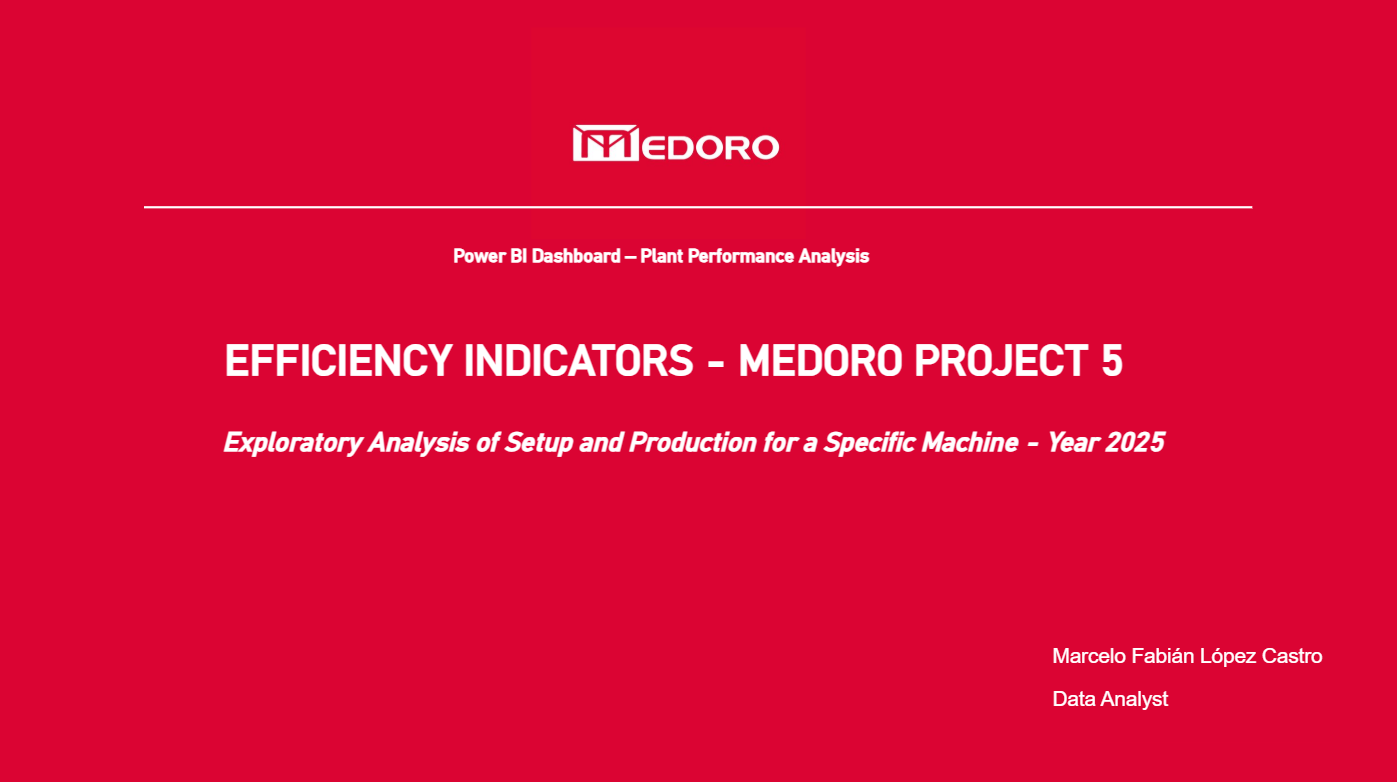 MEDORO
Power BI Dashboard – Plant Performance Analysis
EFFICIENCY INDICATORS - MEDORO PROJECT 5
Exploratory Analysis of Setup and Production for a Specific Machine - Year 2025
Marcelo Fabián López Castro
Data Analyst